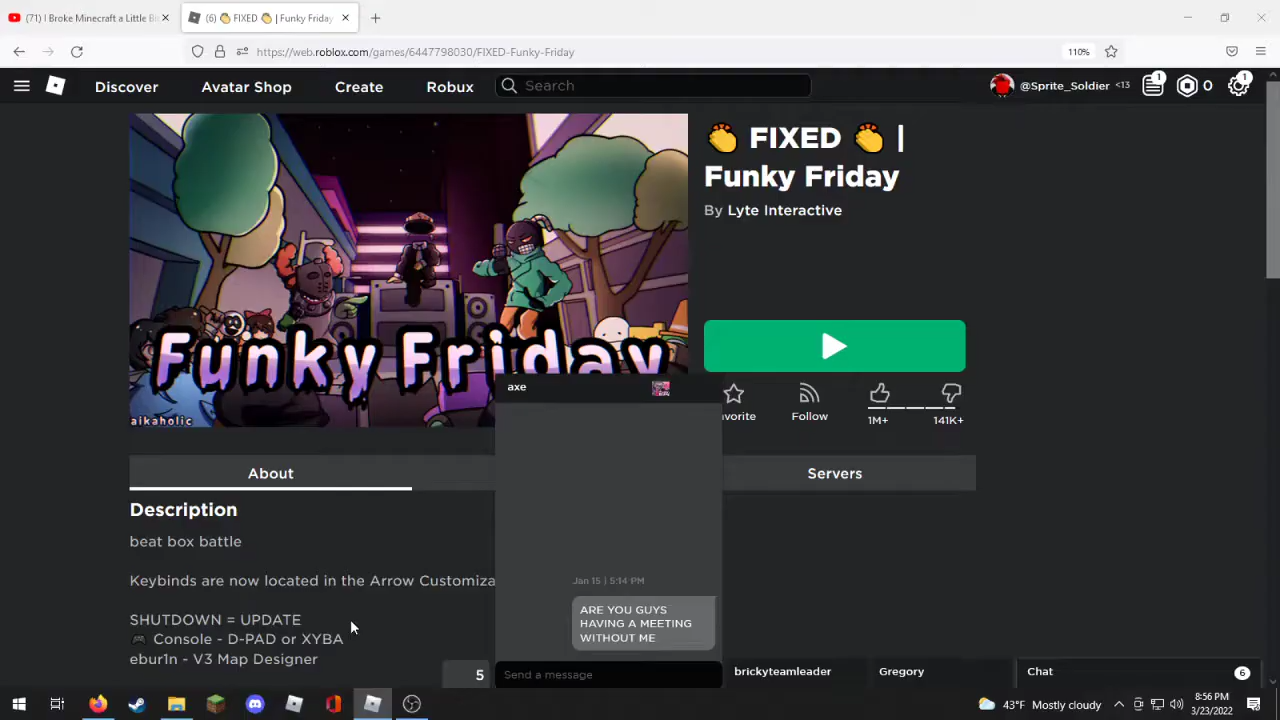 (71) I Broke Minecraft a Little Bi
(6) 👏 FIXED 👏 | Funky Friday
https://web.roblox.com/games/6447798030/FIXED-Funky-Friday
110%
Discover
Avatar Shop
Create
Robux
Search
@Sprite_Soldier <13
1
0
1
👏 FIXED 👏 |
Funky Friday
By Lyte Interactive
Funky Friday
aikaholic
axe
vorite
Follow
1M+
141K+
About
Servers
Description
beat box battle
Keybinds are now located in the Arrow Customiza
Jan 15 | 5:14 PM
ARE YOU GUYS
HAVING A MEETING
WITHOUT ME
SHUTDOWN = UPDATE
🎮 Console - D-PAD or XYBA
ebur1n - V3 Map Designer
5
Send a message
brickyteamleader
Gregory
Chat
6
43°F Mostly cloudy
8:56 PM
3/23/2022